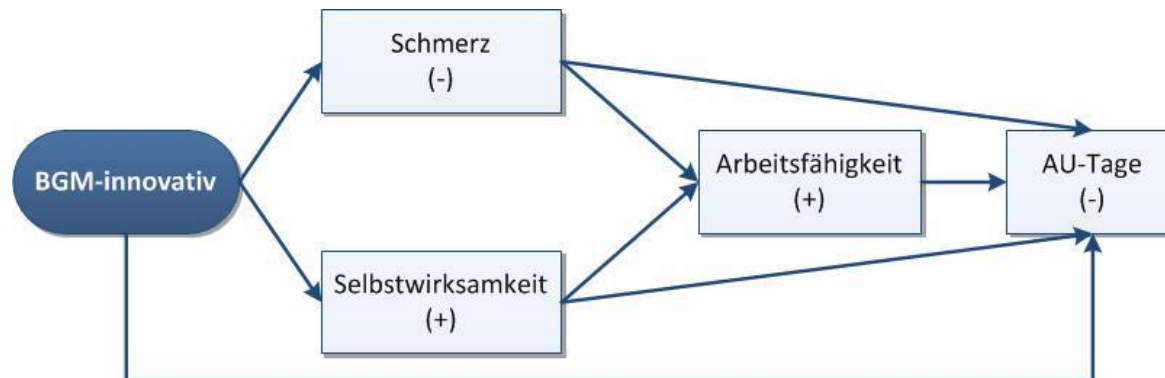 BGM-innovativ
Schmerz
(-)
Selbstwirksamkeit
(+)
Arbeitsfähigkeit
(+)
AU-Tage
(-)